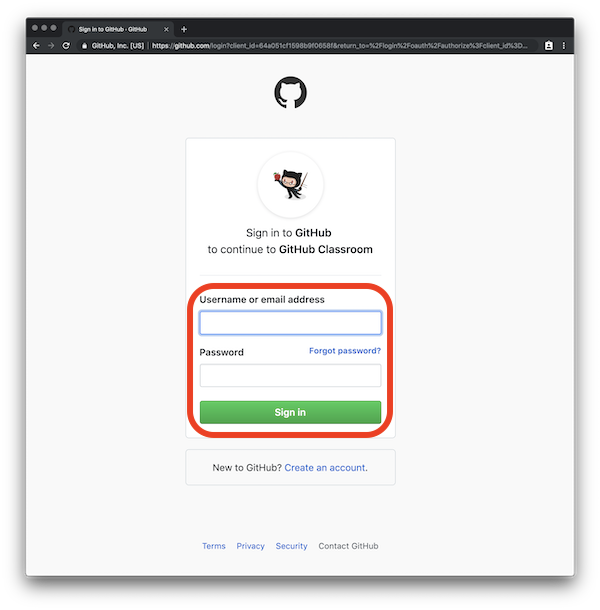 Sign in to GitHub · GitHub
GitHub, Inc. [US] https://github.com/login?client_id=64a051cf1598b9f0658f&return_to=%2Flogin%2Foauth%2Fauthorize%3Fclient_id%3D...
Sign in to GitHub
to continue to GitHub Classroom
Username or email address
Password Forgot password?
Sign in
New to GitHub? Create an account.
Terms Privacy Security Contact GitHub